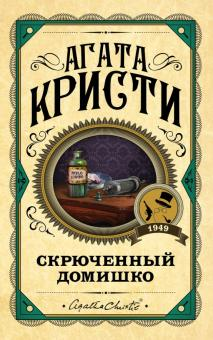 АГАТА
КРИСТИ
1949
СКРЮЧЕННЫЙ
ДОМИШКО
Agatha Christie